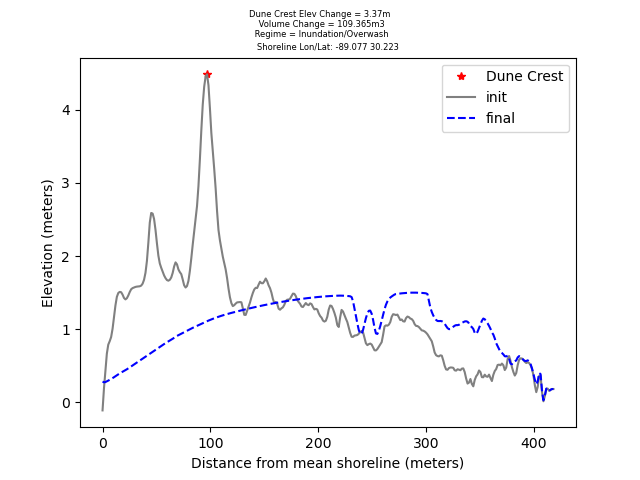 Dune Crest Elev Change = 3.37m
Volume Change = 109.365m3
Regime = Inundation/Overwash
Shoreline Lon/Lat: -89.077 30.223
Dune Crest
init
final
4
3
2
1
0
Elevation (meters)
0 100 200 300 400
Distance from mean shoreline (meters)